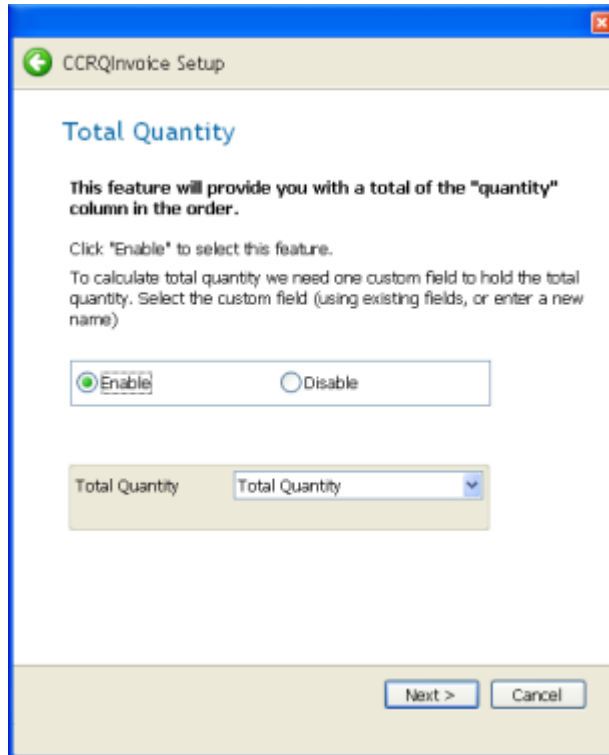 CCRQInvoice Setup
Total Quantity
This feature will provide you with a total of the "quantity"
column in the order.
Click "Enable" to select this feature.
To calculate total quantity we need one custom field to hold the total
quantity. Select the custom field (using existing fields, or enter a new
name)
Enable Disable
Total Quantity Total Quantity
Next > Cancel